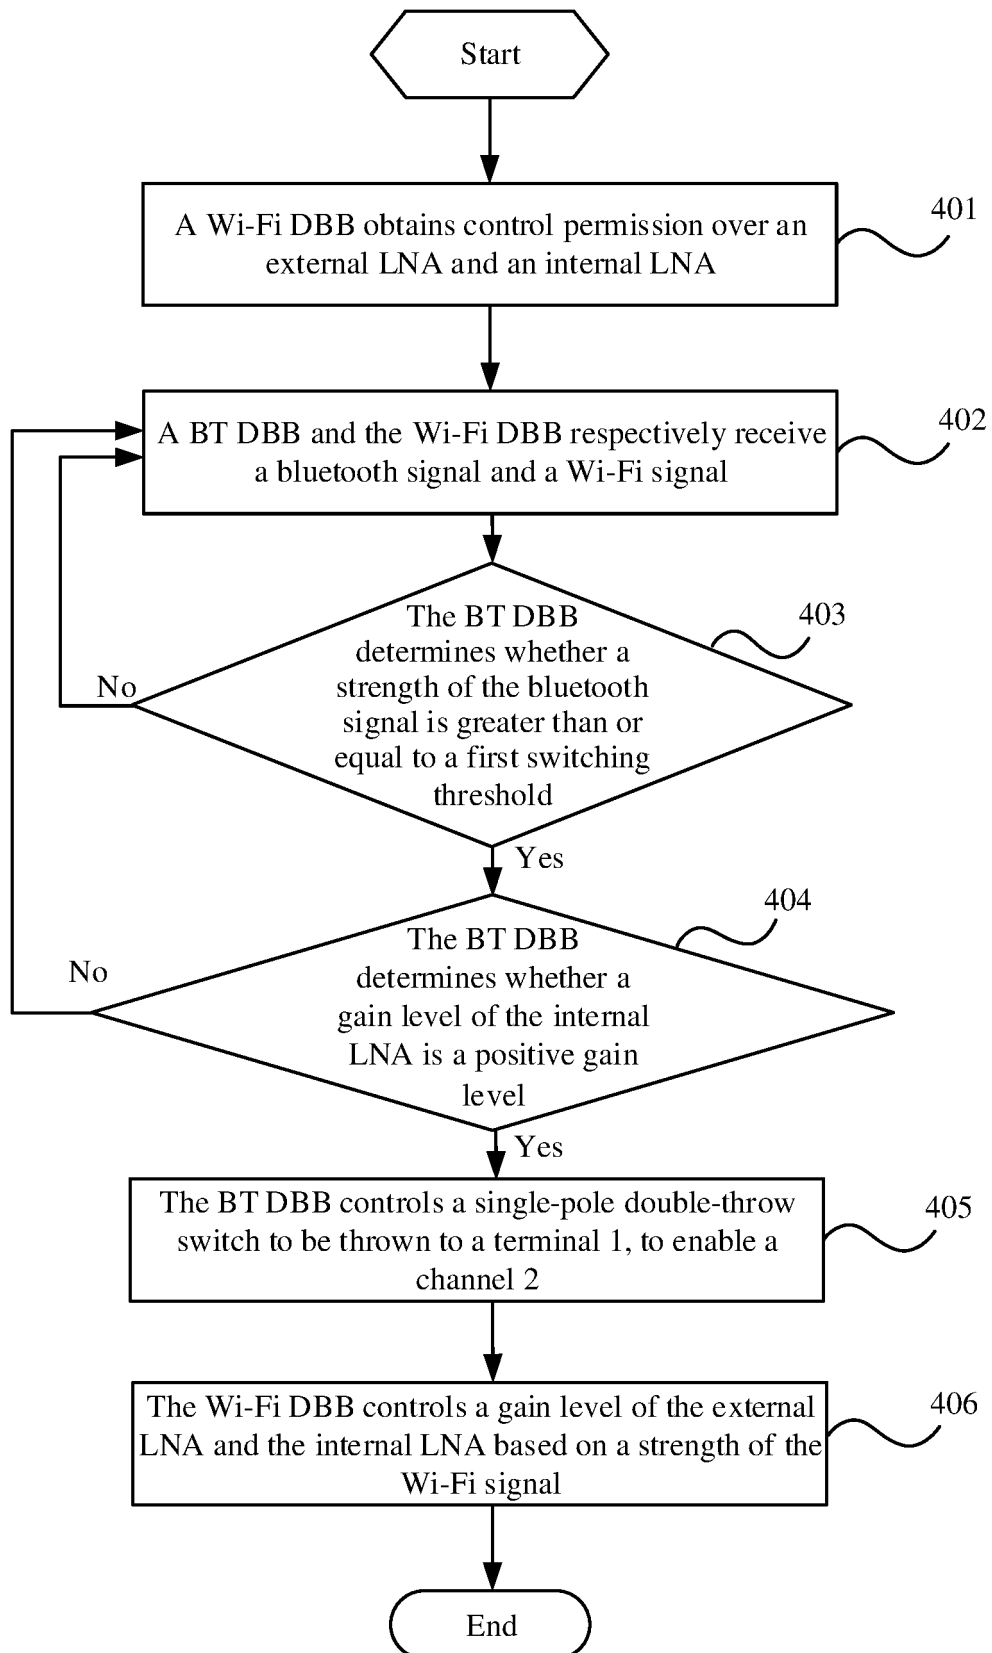 Start
A Wi-Fi DBB obtains control permission over an
external LNA and an internal LNA
401
A BT DBB and the Wi-Fi DBB respectively receive
a bluetooth signal and a Wi-Fi signal
402
The BT DBB
determines whether a
strength of the bluetooth
signal is greater than or
equal to a first switching
threshold
403
No
Yes
The BT DBB
determines whether a
gain level of the internal
LNA is a positive gain
level
404
No
Yes
The BT DBB controls a single-pole double-throw
switch to be thrown to a terminal 1, to enable a
channel 2
405
The Wi-Fi DBB controls a gain level of the external
LNA and the internal LNA based on a strength of the
Wi-Fi signal
406
End